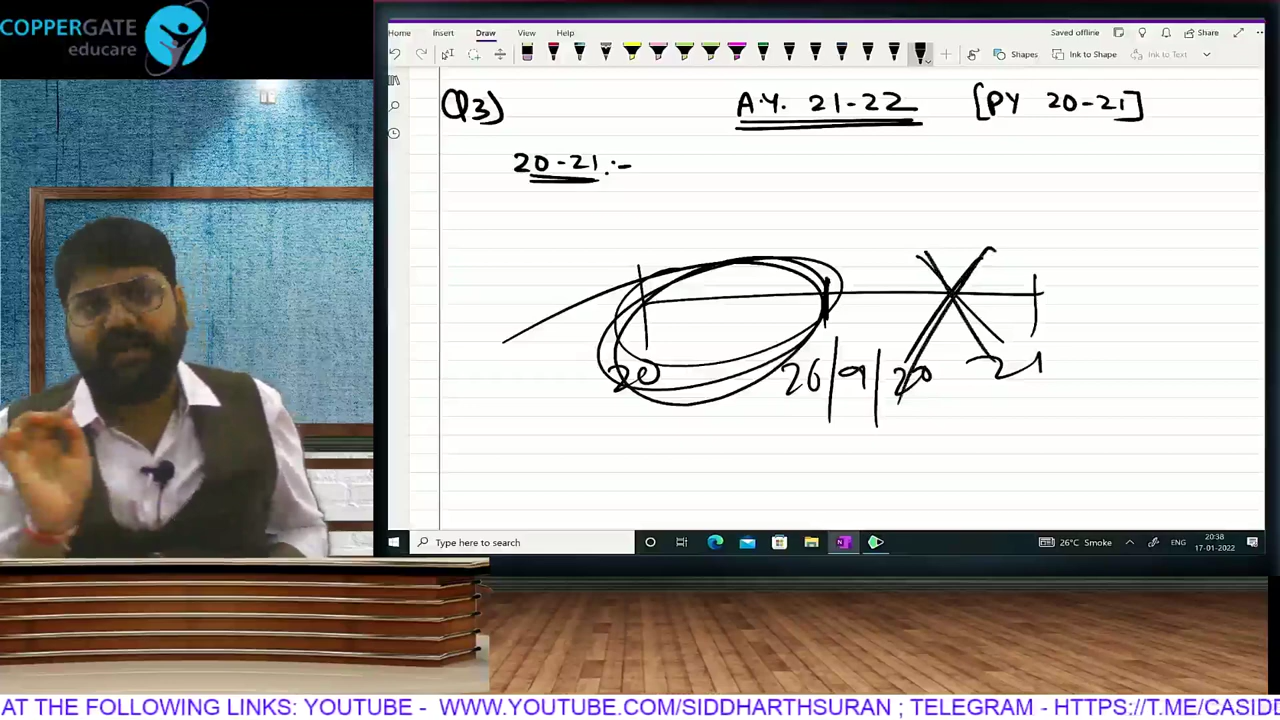 COPPERGATE
educare
Home Insert Draw View Help
Saved offline
Share
Shapes
Ink to Shape
Ink to Text
Q3) A.Y. 21-22 [PY 20-21]
20-21:-
20 26/9/20 21
Type here to search
26°C Smoke
ENG
20:38
17-01-2022
AT THE FOLLOWING LINKS: YOUTUBE - WWW.YOUTUBE.COM/SIDDHARTHSURAN ; TELEGRAM - HTTPS://T.ME/CASIDD